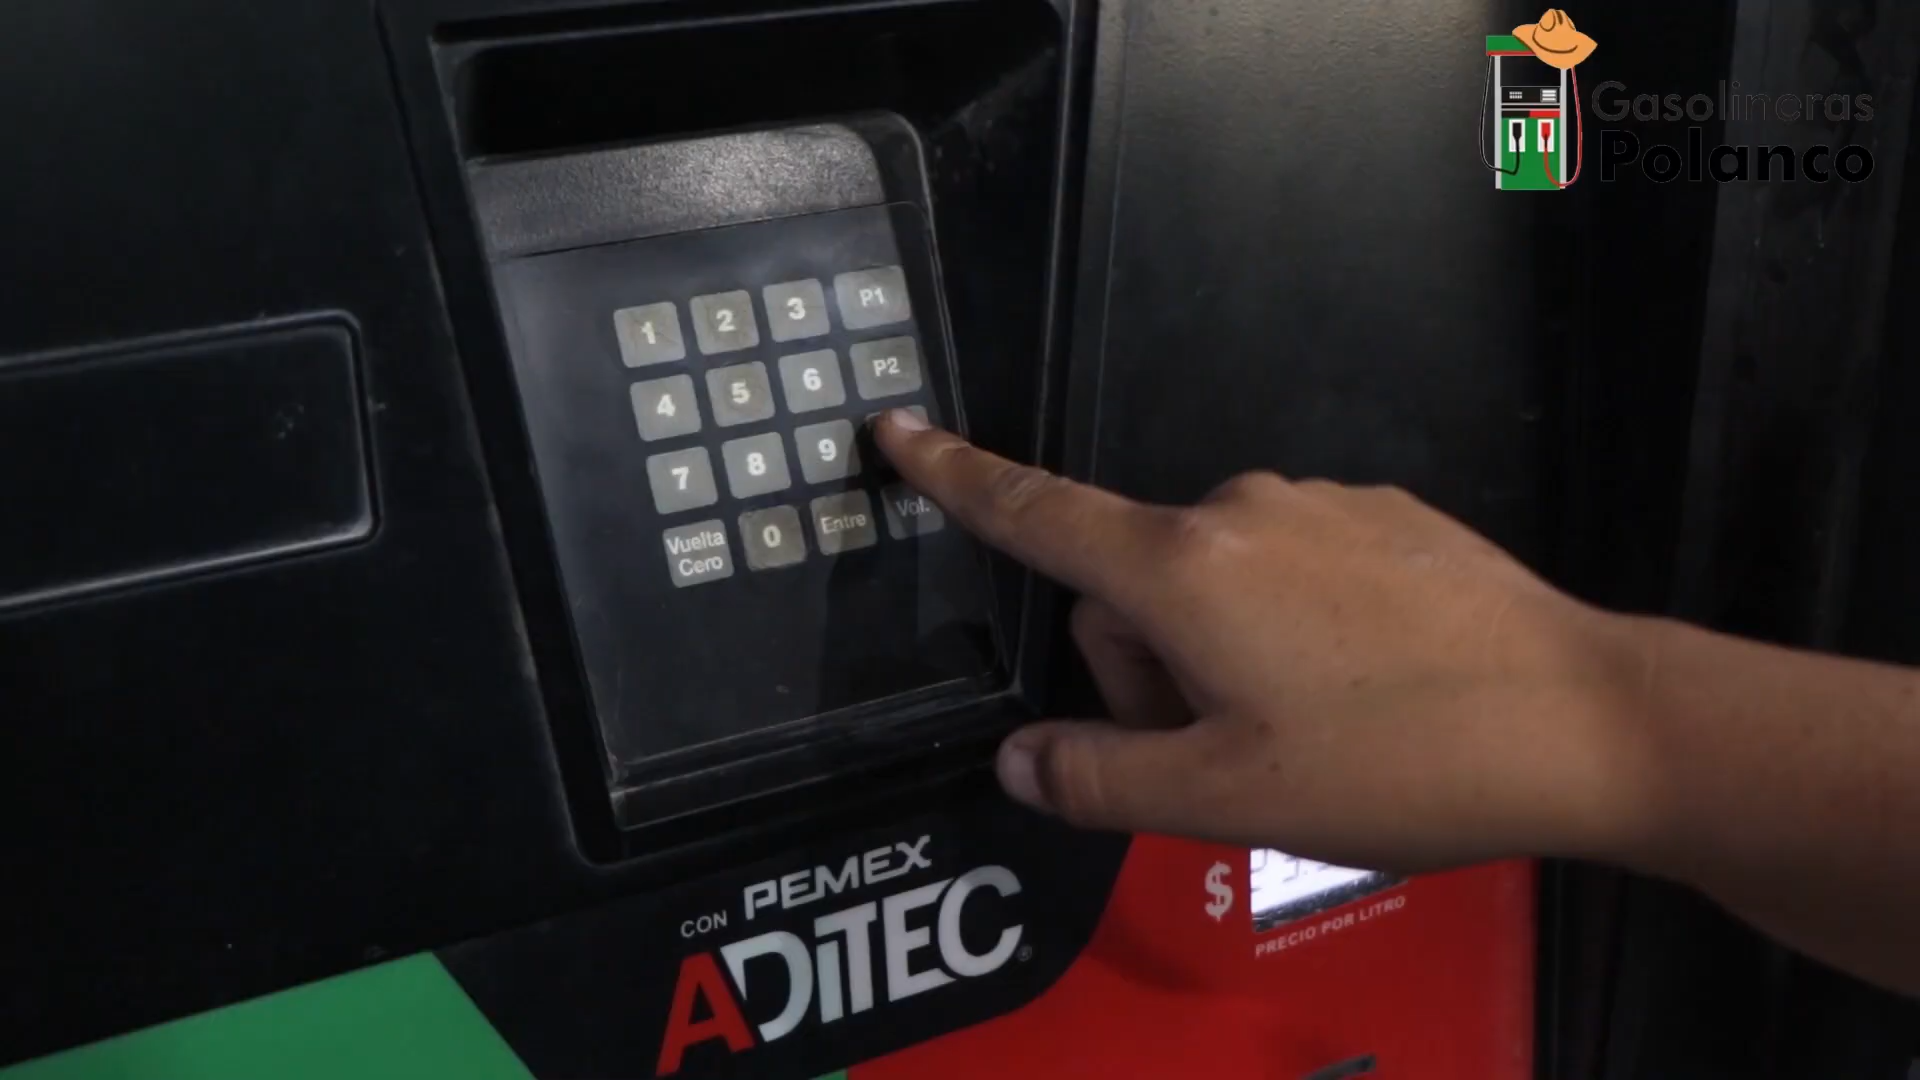 Gasolineras
Polanco
1 2 3 P1
4 5 6 P2
7 8 9
Vuelta
Cero
0 Entre Vol.
CON PEMEX
ADiTEC®
$
PRECIO POR LITRO